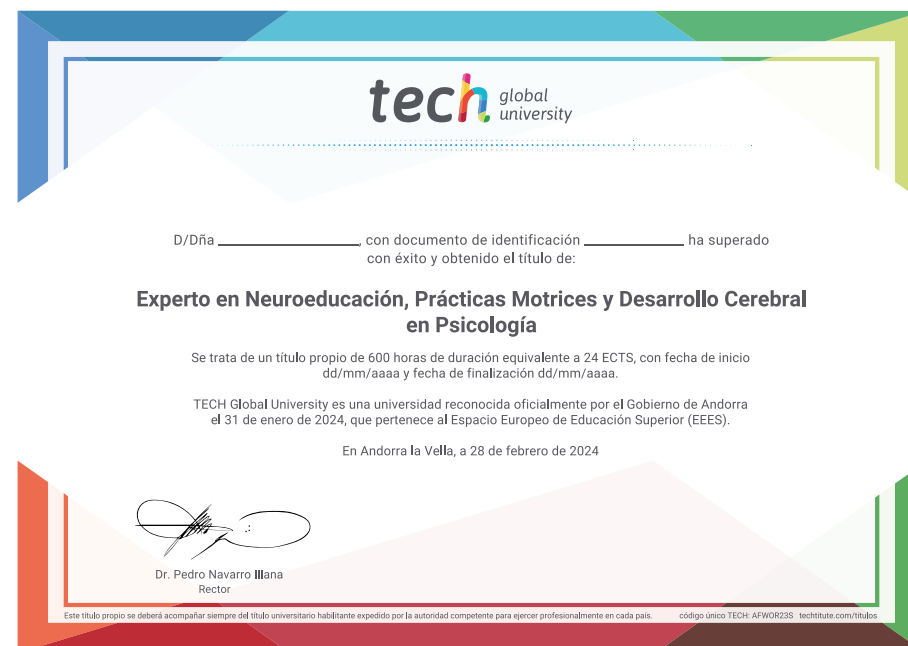 tech global university
D/Dña ____________________, con documento de identificación ______________ ha superado
con éxito y obtenido el título de:
Experto en Neuroeducación, Prácticas Motrices y Desarrollo Cerebral
en Psicología
Se trata de un título propio de 600 horas de duración equivalente a 24 ECTS, con fecha de inicio
dd/mm/aaaa y fecha de finalización dd/mm/aaaa.
TECH Global University es una universidad reconocida oficialmente por el Gobierno de Andorra
el 31 de enero de 2024, que pertenece al Espacio Europeo de Educación Superior (EEES).
En Andorra la Vella, a 28 de febrero de 2024
Dr. Pedro Navarro Illana
Rector
Este título propio se deberá acompañar siempre del título universitario habilitante expedido por la autoridad competente para ejercer profesionalmente en cada país. código único TECH: AFWOR23S techtitute.com/titulos